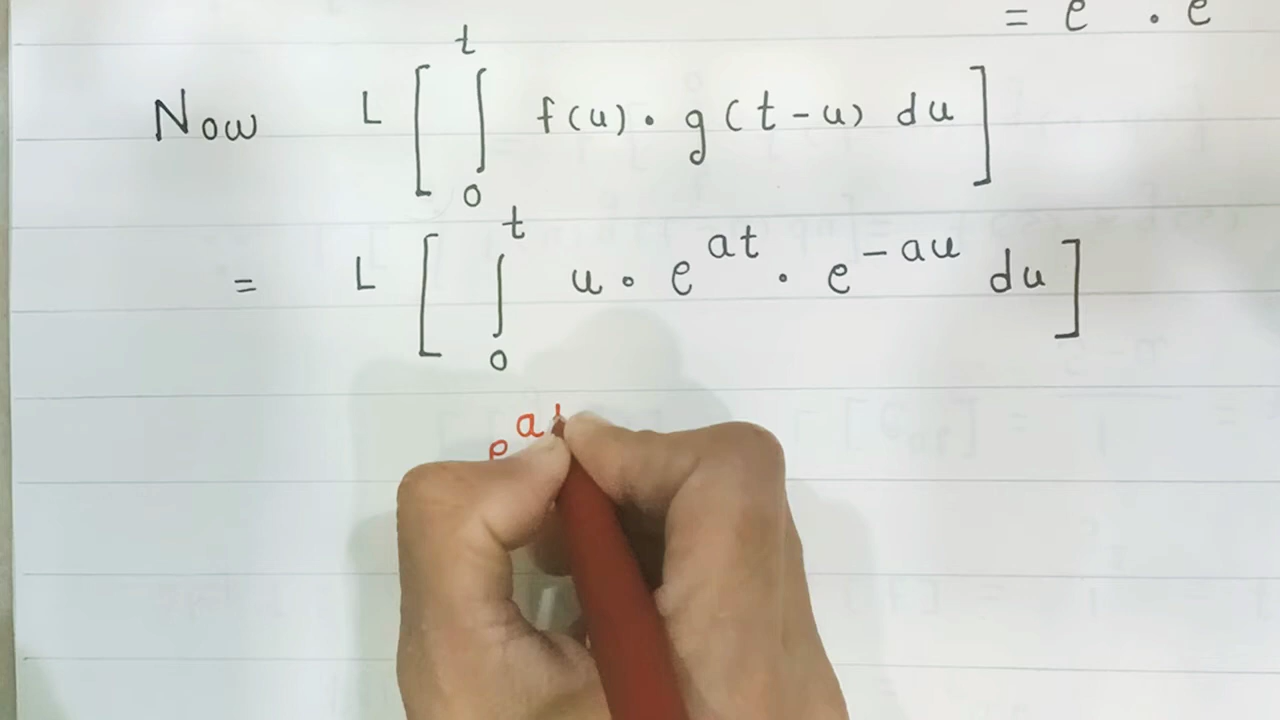 = e . e
Now L [ ∫₀ᵗ f(u) · g(t-u) du ]
= L [ ∫₀ᵗ u · e^{at} · e^{-au} du ]
e^{a